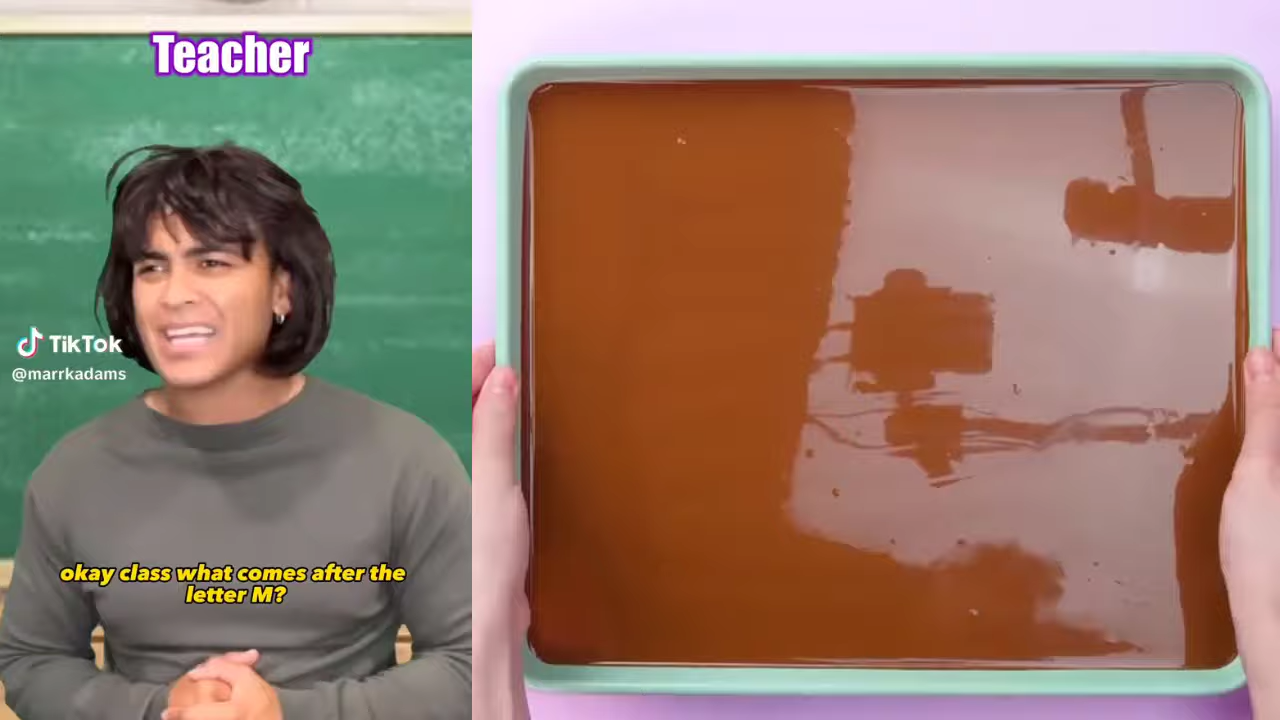 Teacher
TikTok
@marrkadams
okay class what comes after the
letter M?